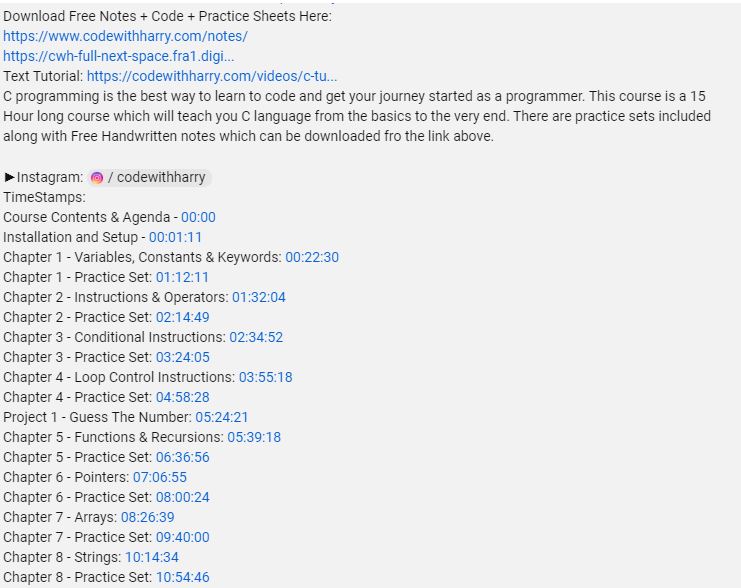 Download Free Notes + Code + Practice Sheets Here:
https://www.codewithharry.com/notes/
https://cwh-full-next-space.fra1.digi...
Text Tutorial: https://codewithharry.com/videos/c-tu...
C programming is the best way to learn to code and get your journey started as a programmer. This course is a 15
Hour long course which will teach you C language from the basics to the very end. There are practice sets included
along with Free Handwritten notes which can be downloaded fro the link above.
►Instagram: / codewithharry
TimeStamps:
Course Contents & Agenda - 00:00
Installation and Setup - 00:01:11
Chapter 1 - Variables, Constants & Keywords: 00:22:30
Chapter 1 - Practice Set: 01:12:11
Chapter 2 - Instructions & Operators: 01:32:04
Chapter 2 - Practice Set: 02:14:49
Chapter 3 - Conditional Instructions: 02:34:52
Chapter 3 - Practice Set: 03:24:05
Chapter 4 - Loop Control Instructions: 03:55:18
Chapter 4 - Practice Set: 04:58:28
Project 1 - Guess The Number: 05:24:21
Chapter 5 - Functions & Recursions: 05:39:18
Chapter 5 - Practice Set: 06:36:56
Chapter 6 - Pointers: 07:06:55
Chapter 6 - Practice Set: 08:00:24
Chapter 7 - Arrays: 08:26:39
Chapter 7 - Practice Set: 09:40:00
Chapter 8 - Strings: 10:14:34
Chapter 8 - Practice Set: 10:54:46